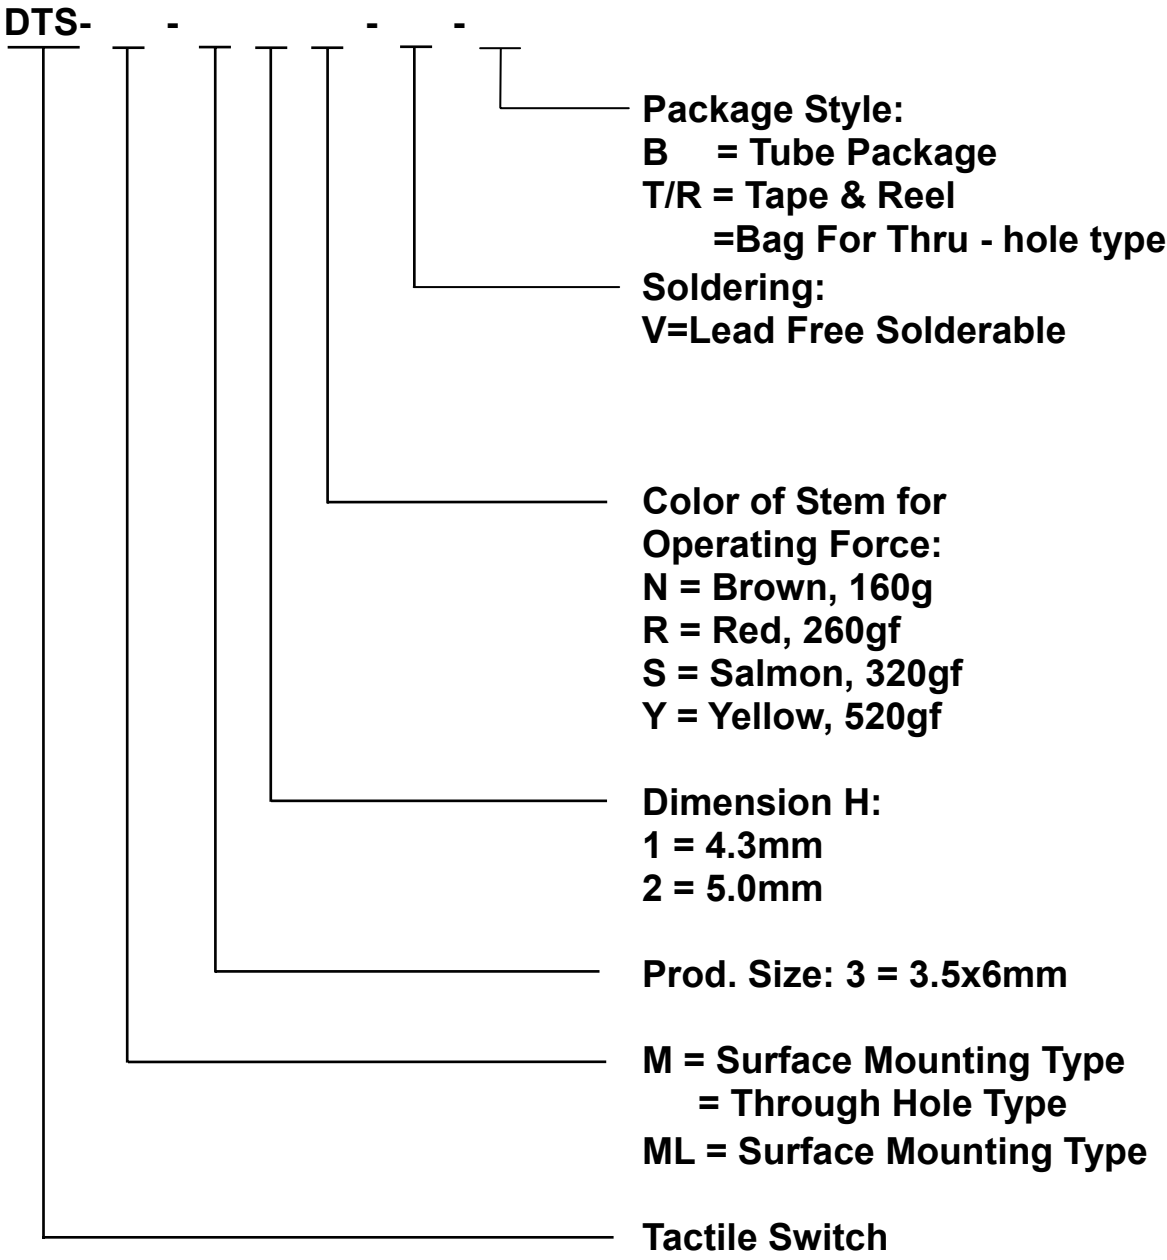 DTS- - - -
Package Style:
B = Tube Package
T/R = Tape & Reel
=Bag For Thru - hole type
Soldering:
V=Lead Free Solderable
Color of Stem for
Operating Force:
N = Brown, 160g
R = Red, 260gf
S = Salmon, 320gf
Y = Yellow, 520gf
Dimension H:
1 = 4.3mm
2 = 5.0mm
Prod. Size: 3 = 3.5x6mm
M = Surface Mounting Type
= Through Hole Type
ML = Surface Mounting Type
Tactile Switch